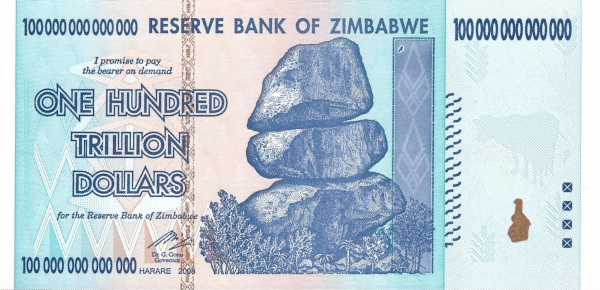 100 000 000 000 000 RESERVE BANK OF ZIMBABWE 100 000 000 000 000
I promise to pay
the bearer on demand
ONE HUNDRED
TRILLION
DOLLARS
for the Reserve Bank of Zimbabwe
Dr. G. Gono
Governor
100 000 000 000 000 HARARE 2008